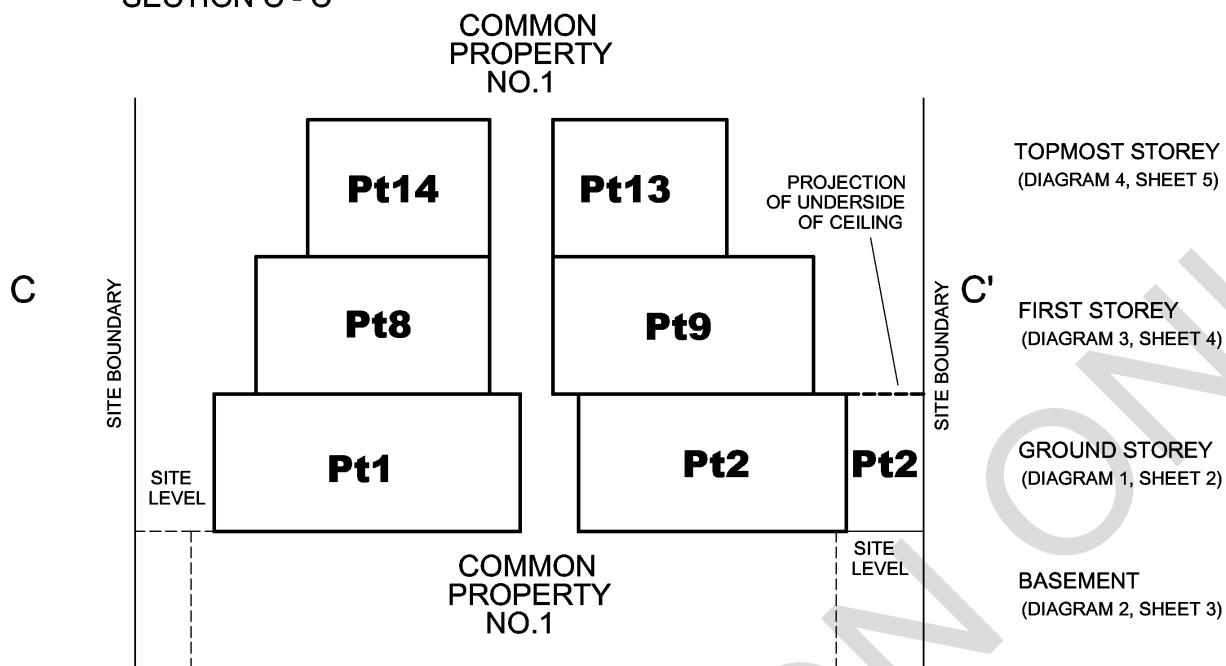 SECTION C - C'
COMMON
PROPERTY
NO.1
Pt14
Pt13
PROJECTION
OF UNDERSIDE
OF CEILING
TOPMOST STOREY
(DIAGRAM 4, SHEET 5)
C
SITE BOUNDARY
Pt8
Pt9
SITE BOUNDARY
C'
FIRST STOREY
(DIAGRAM 3, SHEET 4)
SITE
LEVEL
Pt1
Pt2
Pt2
GROUND STOREY
(DIAGRAM 1, SHEET 2)
COMMON
PROPERTY
NO.1
SITE
LEVEL
BASEMENT
(DIAGRAM 2, SHEET 3)